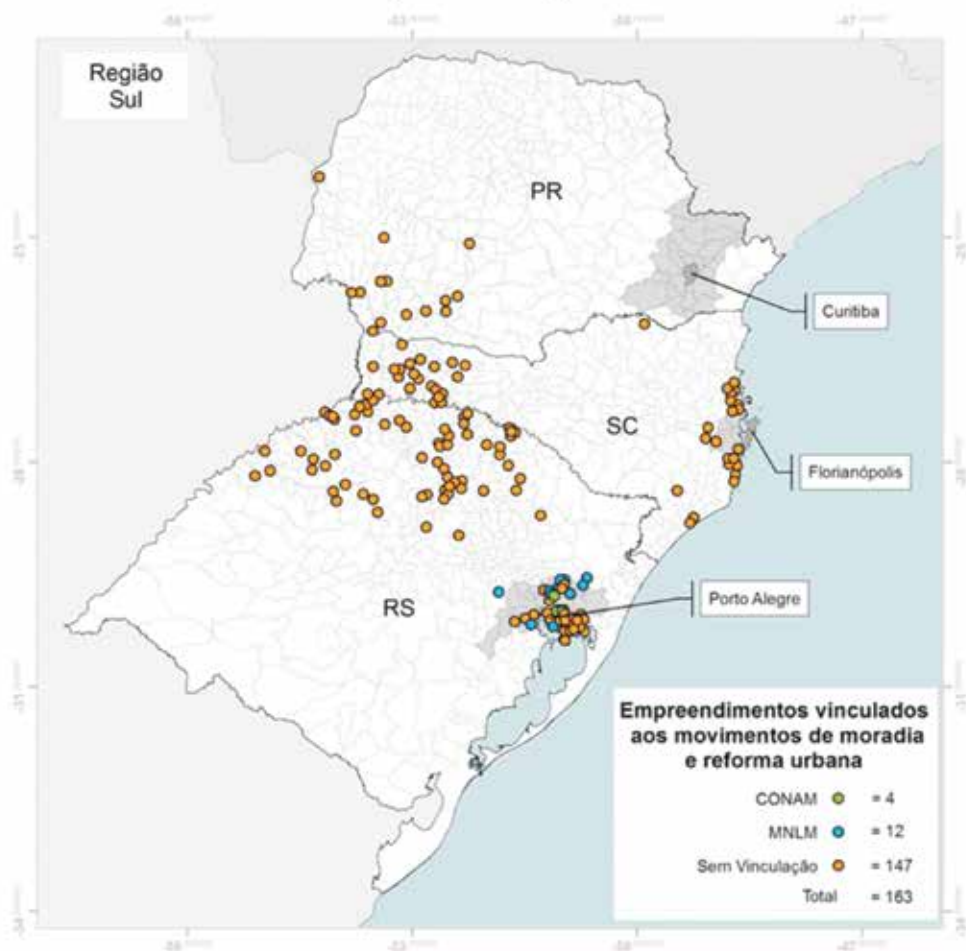 Região
Sul
PR
Curitiba
SC
Florianópolis
Porto Alegre
RS
Empreendimentos vinculados
aos movimentos de moradia
e reforma urbana
CONAM = 4
MNLM = 12
Sem Vinculação = 147
Total = 163